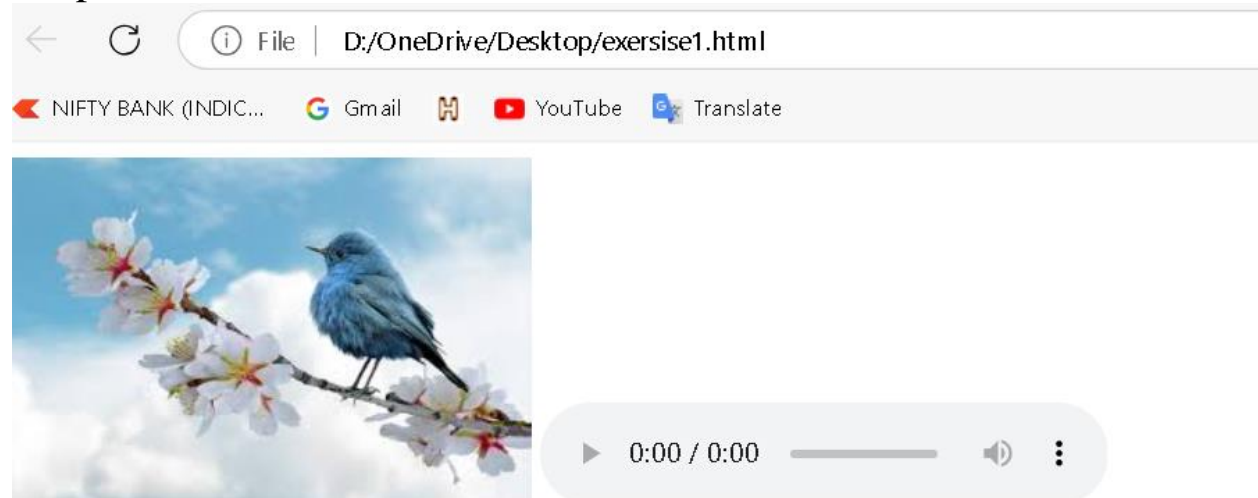 File | D:/OneDrive/Desktop/exersise1.html
NIFTY BANK (INDIC... Gmail YouTube Translate
0:00 / 0:00